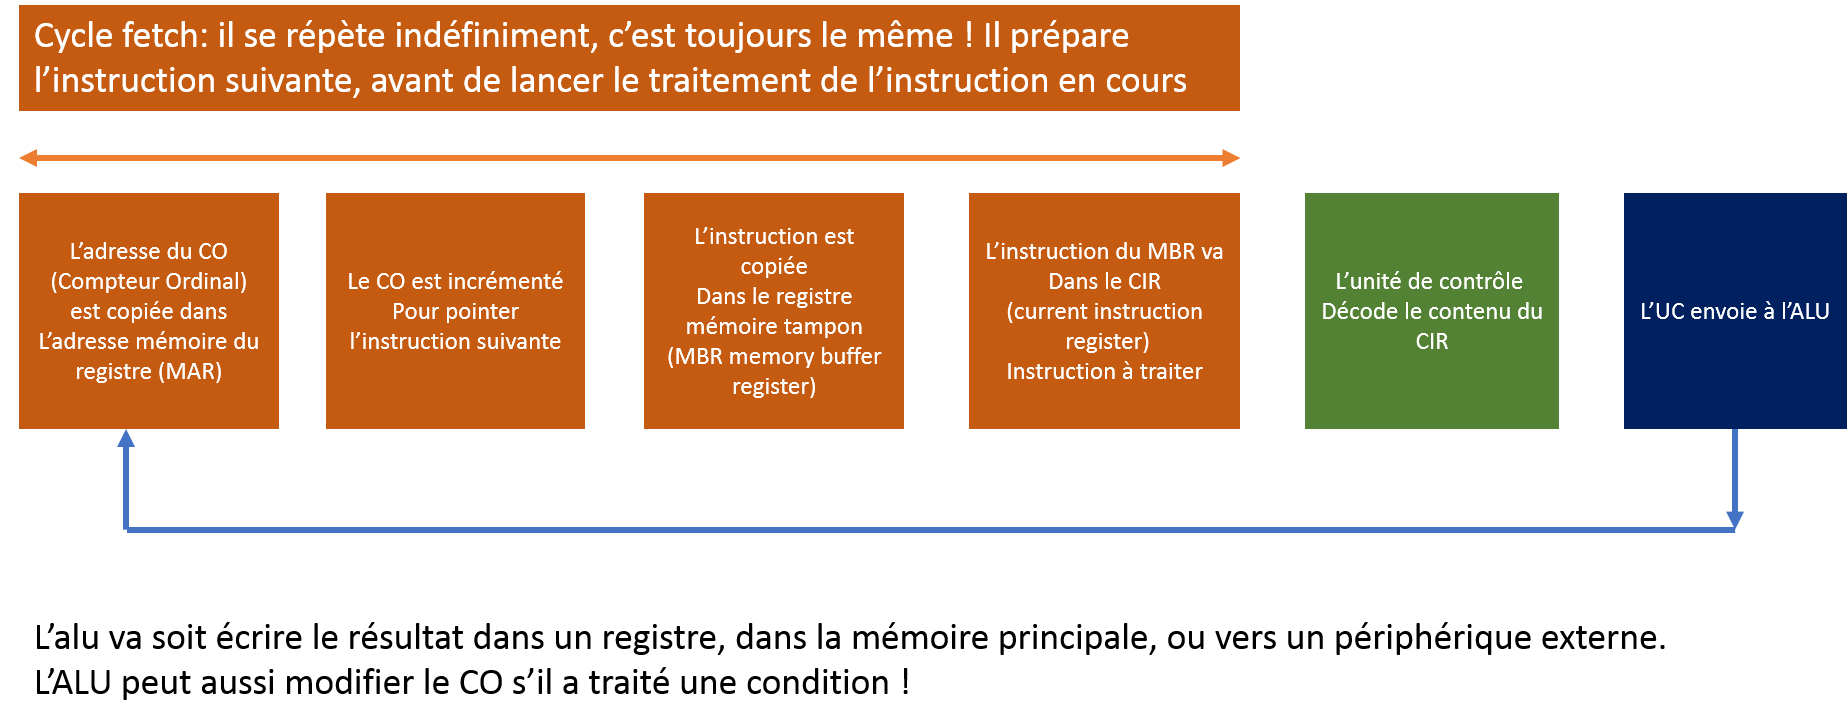 Cycle fetch: il se répète indéfiniment, c’est toujours le même ! Il prépare
l’instruction suivante, avant de lancer le traitement de l’instruction en cours
L’adresse du CO
(Compteur Ordinal)
est copiée dans
L’adresse mémoire du
registre (MAR)
Le CO est incrémenté
Pour pointer
l’instruction suivante
L’instruction est
copiée
Dans le registre
mémoire tampon
(MBR memory buffer
register)
L’instruction du MBR va
Dans le CIR
(current instruction
register)
Instruction à traiter
L’unité de contrôle
Décode le contenu du
CIR
L’UC envoie à l’ALU
L’alu va soit écrire le résultat dans un registre, dans la mémoire principale, ou vers un périphérique externe.
L’ALU peut aussi modifier le CO s’il a traité une condition !